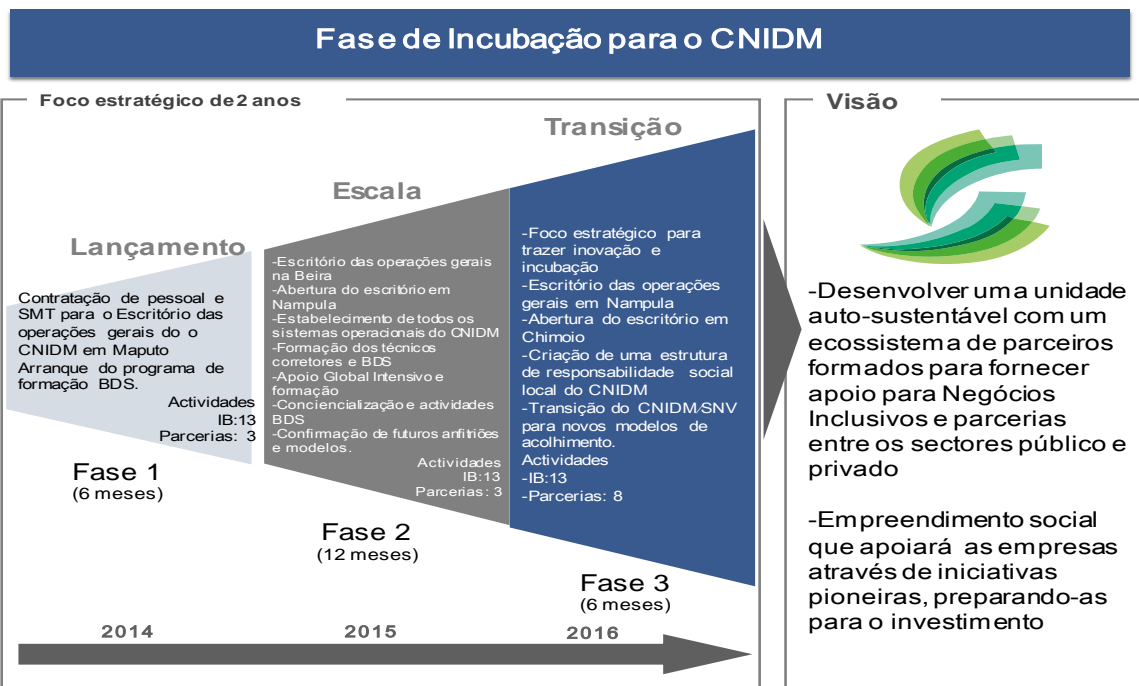 Fase de Incubação para o CNIDM
Foco estratégico de 2 anos
Lançamento
Contratação de pessoal e
SMT para o Escritório das
operações gerais do o
CNIDM em Maputo
Arranque do programa de
formação BDS.
Actividades
IB:13
Parcerias: 3
Fase 1
(6 meses)
Escala
-Escritório das operações gerais
na Beira
-Abertura do escritório em
Nampula
-Estabelecimento de todos os
sistemas operacionais do CNIDM
-Formação dos técnicos
corretores e BDS
-Apoio Global Intensivo e
formação
-Conciencialização e actividades
BDS
-Confirmação de futuros anfitriões
e modelos.
Actividades
IB:13
Parcerias: 3
Fase 2
(12 meses)
Transição
-Foco estratégico para
trazer inovação e
incubação
-Escritório das operações
gerais em Nampula
-Abertura do escritório em
Chimoio
-Criação de uma estrutura
de responsabilidade social
local do CNIDM
-Transição do CNIDM/SNV
para novos modelos de
acolhimento.
Actividades
-IB:13
-Parcerias: 8
Fase 3
(6 meses)
2014
2015
2016
Visão
-Desenvolver uma unidade
auto-sustentável com um
ecossistema de parceiros
formados para fornecer
apoio para Negócios
Inclusivos e parcerias
entre os sectores público e
privado
-Empreendimento social
que apoiará as empresas
através de iniciativas
pioneiras, preparando-as
para o investimento